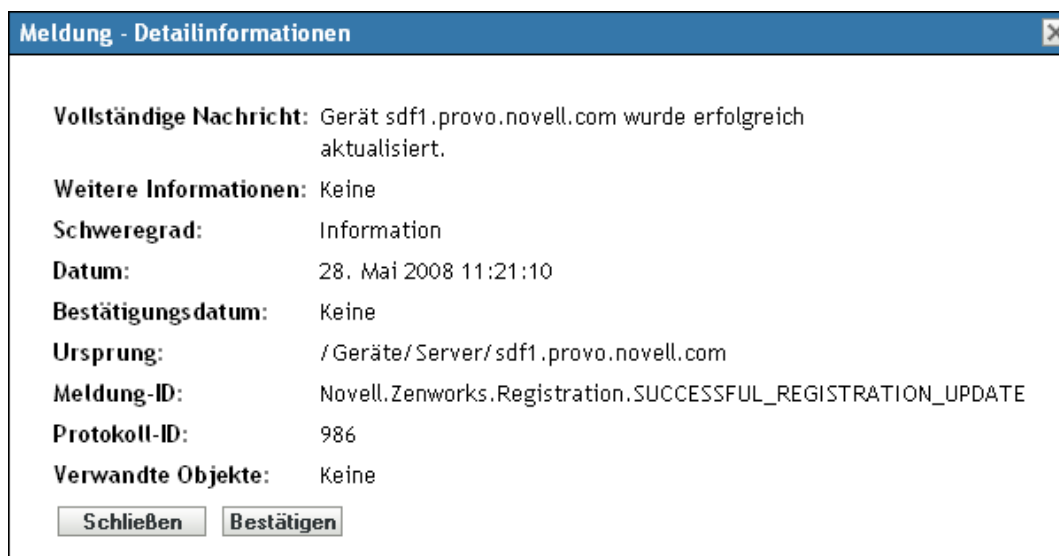 Meldung - Detailinformationen
Vollständige Nachricht: Gerät sdf1.provo.novell.com wurde erfolgreich
aktualisiert.
Weitere Informationen: Keine
Schweregrad: Information
Datum: 28. Mai 2008 11:21:10
Bestätigungsdatum: Keine
Ursprung: /Geräte/Server/sdf1.provo.novell.com
Meldung-ID: Novell.Zenworks.Registration.SUCCESSFUL_REGISTRATION_UPDATE
Protokoll-ID: 986
Verwandte Objekte: Keine
Schließen Bestätigen